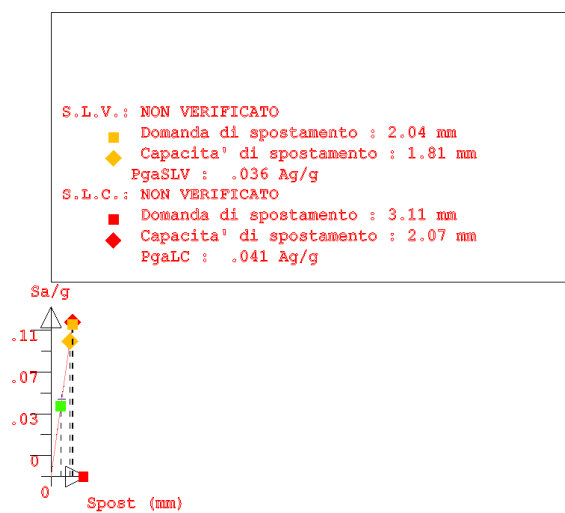 S.L.V.: NON VERIFICATO
Domanda di spostamento : 2.04 mm
Capacita' di spostamento : 1.81 mm
PgaSLV : .036 Ag/g
S.L.C.: NON VERIFICATO
Domanda di spostamento : 3.11 mm
Capacita' di spostamento : 2.07 mm
PgaLC : .041 Ag/g
Sa/g
.11
.07
.03
0
0
Spost (mm)